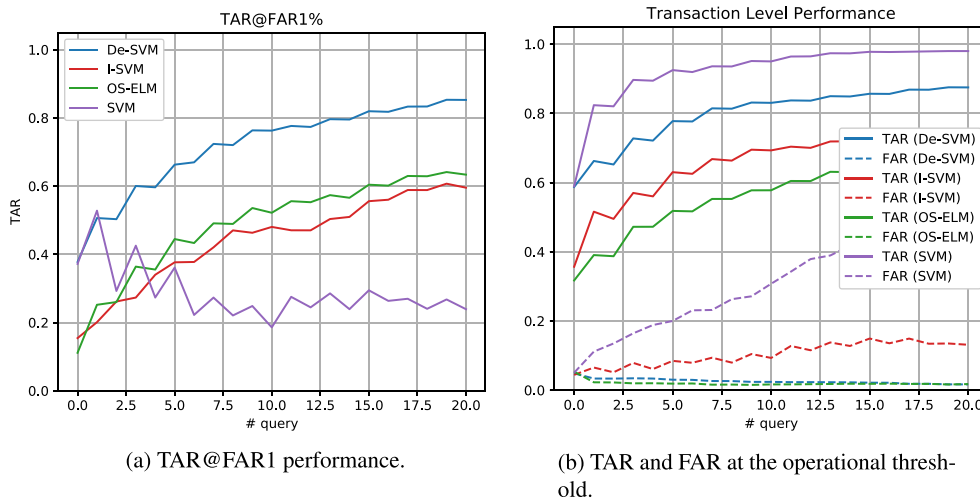 TAR@FAR1%
TAR
1.0
0.8
0.6
0.4
0.2
0.0
De-SVM
I-SVM
OS-ELM
SVM
0.0 2.5 5.0 7.5 10.0 12.5 15.0 17.5 20.0
# query
(a) TAR@FAR1 performance.
Transaction Level Performance
1.0
0.8
0.6
0.4
0.2
0.0
TAR (De-SVM)
FAR (De-SVM)
TAR (I-SVM)
FAR (I-SVM)
TAR (OS-ELM)
FAR (OS-ELM)
TAR (SVM)
FAR (SVM)
0.0 2.5 5.0 7.5 10.0 12.5 15.0 17.5 20.0
# query
(b) TAR and FAR at the operational thresh-
old.